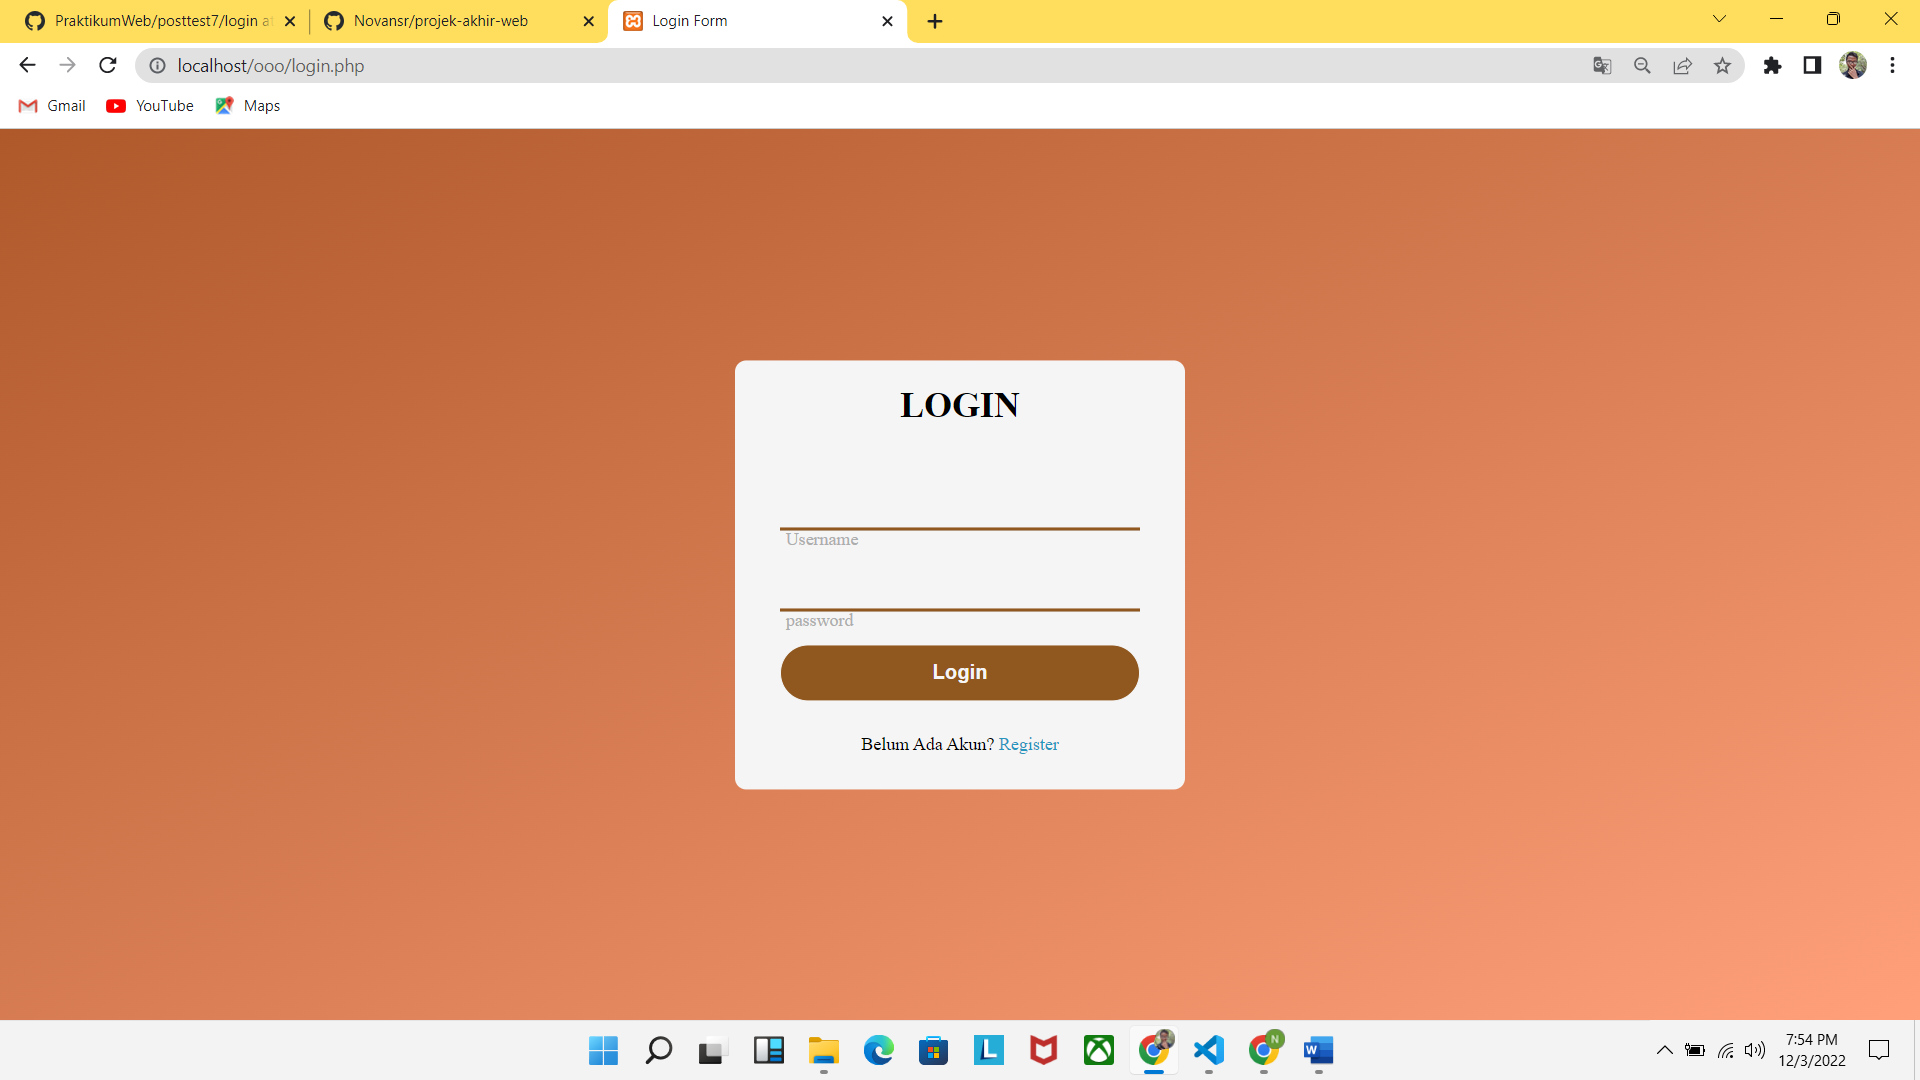 PraktikumWeb/posttest7/login at
Novansr/projek-akhir-web
Login Form
localhost/ooo/login.php
Gmail
YouTube
Maps
LOGIN
Username
password
Login
Belum Ada Akun? Register
N
7:54 PM
12/3/2022